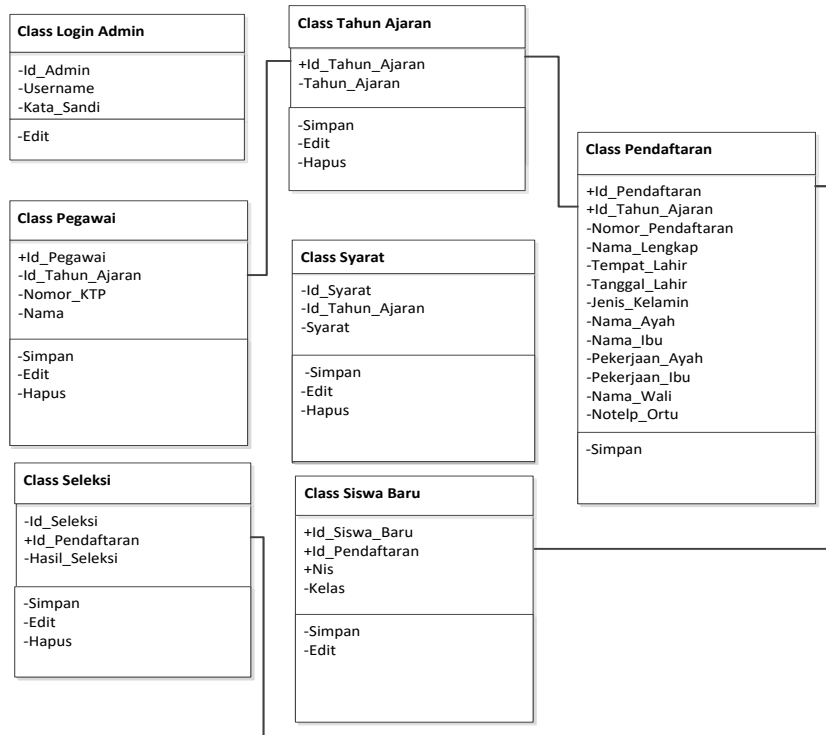 Class Login Admin
-Id_Admin
-Username
-Kata_Sandi
-Edit
Class Tahun Ajaran
+Id_Tahun_Ajaran
-Tahun_Ajaran
-Simpan
-Edit
-Hapus
Class Pendaftaran
+Id_Pendaftaran
+Id_Tahun_Ajaran
-Nomor_Pendaftaran
-Nama_Lengkap
-Tempat_Lahir
-Tanggal_Lahir
-Jenis_Kelamin
-Nama_Ayah
-Nama_Ibu
-Pekerjaan_Ayah
-Pekerjaan_Ibu
-Nama_Wali
-Notelp_Ortu
-Simpan
Class Pegawai
+Id_Pegawai
-Id_Tahun_Ajaran
-Nomor_KTP
-Nama
-Simpan
-Edit
-Hapus
Class Syarat
-Id_Syarat
-Id_Tahun_Ajaran
-Syarat
-Simpan
-Edit
-Hapus
Class Seleksi
-Id_Seleksi
+Id_Pendaftaran
-Hasil_Seleksi
-Simpan
-Edit
-Hapus
Class Siswa Baru
+Id_Siswa_Baru
+Id_Pendaftaran
+Nis
-Kelas
-Simpan
-Edit